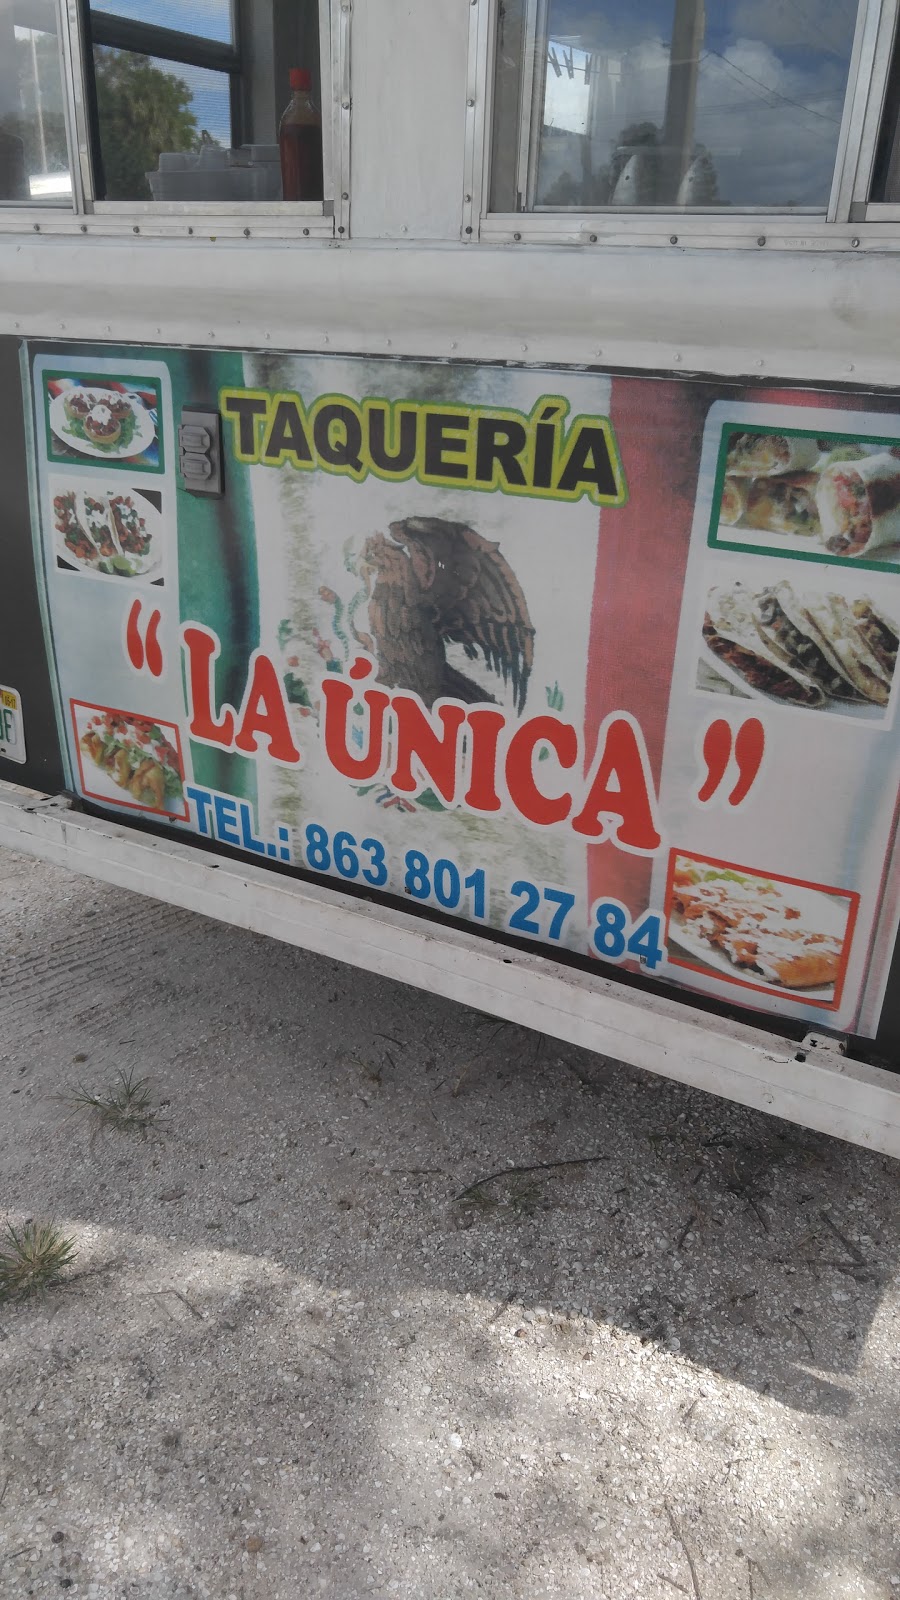 TAQUERÍA
“LA ÚNICA”
TEL.: 863 801 27 84